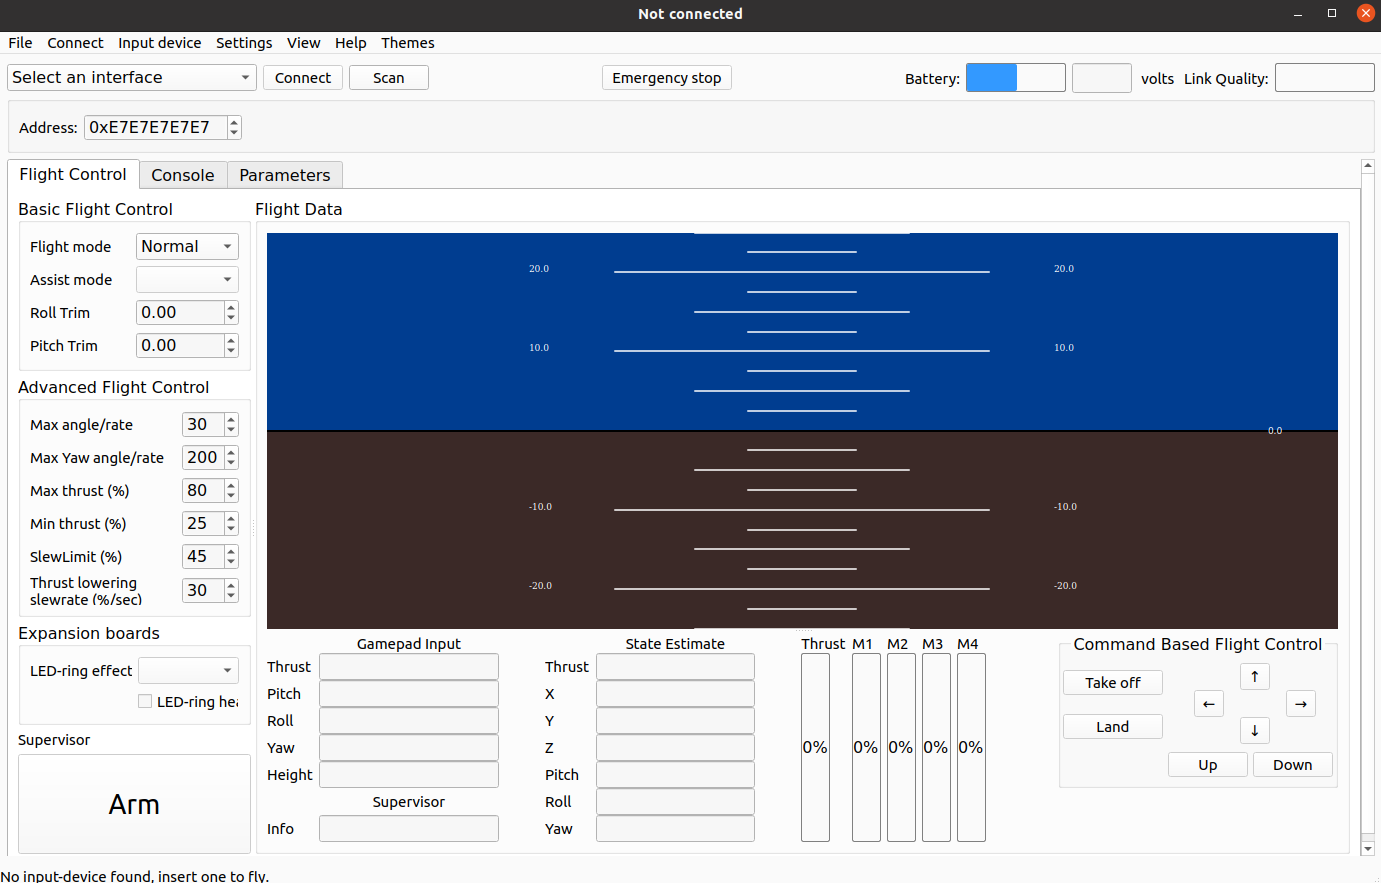 Not connected
File Connect Input device Settings View Help Themes
Select an interface Connect Scan Emergency stop Battery: volts Link Quality:
Address: 0xE7E7E7E7E7
Flight Control Console Parameters
Basic Flight Control
Flight mode Normal
Assist mode
Roll Trim 0.00
Pitch Trim 0.00
Advanced Flight Control
Max angle/rate 30
Max Yaw angle/rate 200
Max thrust (%) 80
Min thrust (%) 25
SlewLimit (%) 45
Thrust lowering
slewrate (%/sec) 30
Expansion boards
LED-ring effect
LED-ring hea
Supervisor
Arm
Flight Data
20.0 20.0
10.0 10.0
0.0
-10.0 -10.0
-20.0 -20.0
Gamepad Input
Thrust
Pitch
Roll
Yaw
Height
Supervisor
Info
State Estimate
Thrust
X
Y
Z
Pitch
Roll
Yaw
Thrust M1 M2 M3 M4
0% 0% 0% 0% 0%
Command Based Flight Control
Take off ↑
← →
Land ↓
Up Down
No input-device found, insert one to fly.